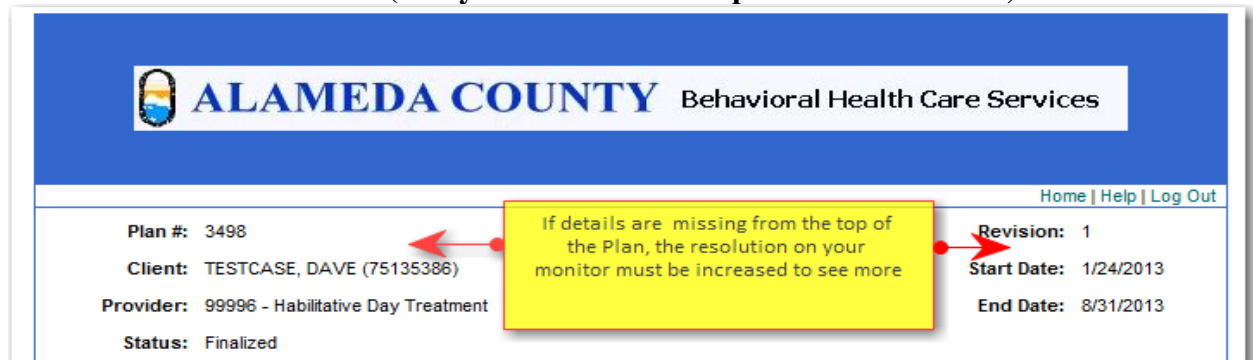 ALAMEDA COUNTY Behavioral Health Care Services
Home | Help | Log Out
Plan #: 3498
Client: TESTCASE, DAVE (75135386)
Provider: 99996 - Habilitative Day Treatment
Status: Finalized
If details are missing from the top of
the Plan, the resolution on your
monitor must be increased to see more
Revision: 1
Start Date: 1/24/2013
End Date: 8/31/2013